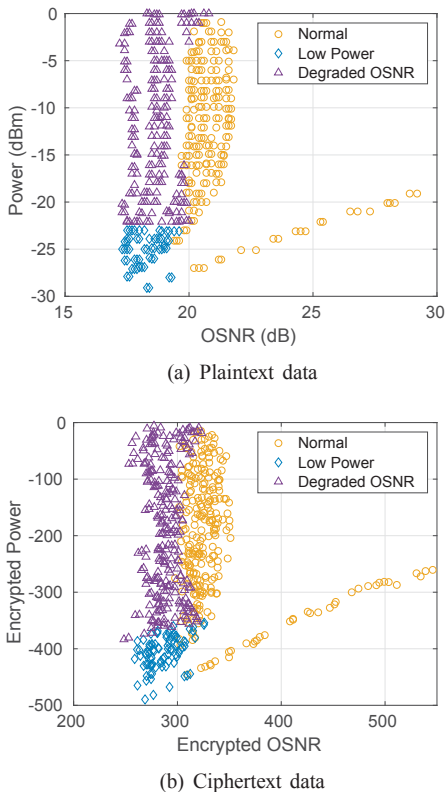 0
-5
-10
-15
-20
-25
-30
Power (dBm)
Normal
Low Power
Degraded OSNR
15
20
25
30
OSNR (dB)
(a) Plaintext data
0
-100
-200
-300
-400
-500
Encrypted Power
Normal
Low Power
Degraded OSNR
200
300
400
500
Encrypted OSNR
(b) Ciphertext data